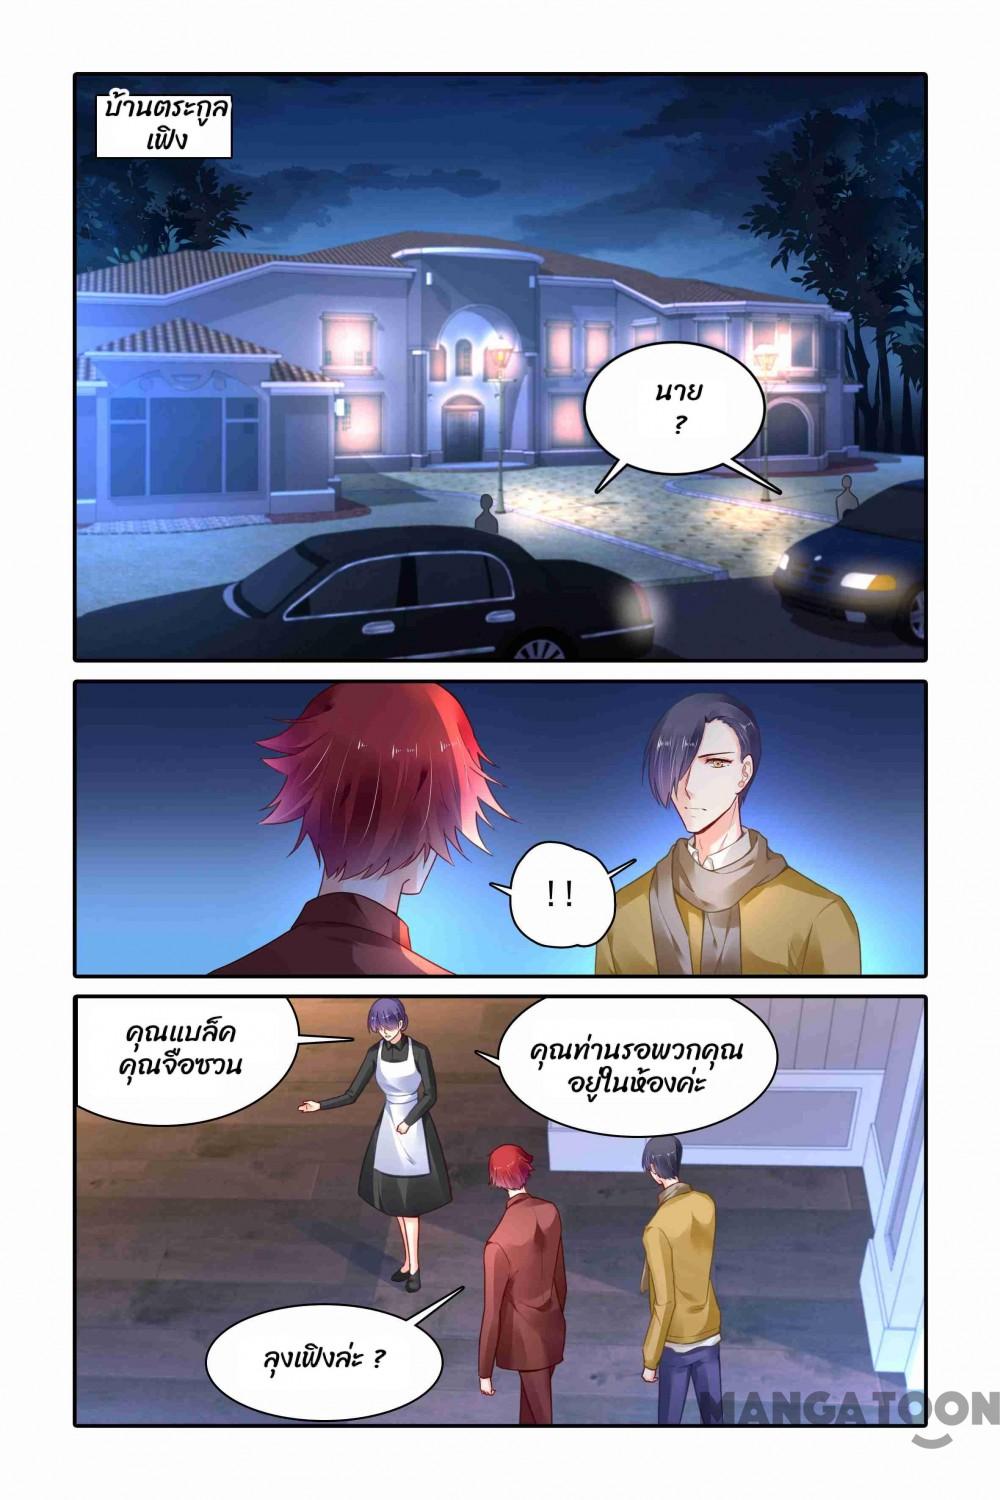 บ้านตระกูล
เฟิง
นาย
?
!!
คุณแบล็ค
คุณจือซวน
คุณท่านรอพวกคุณ
อยู่ในห้องค่ะ
ลุงเฟิงล่ะ ?
MANGATOON